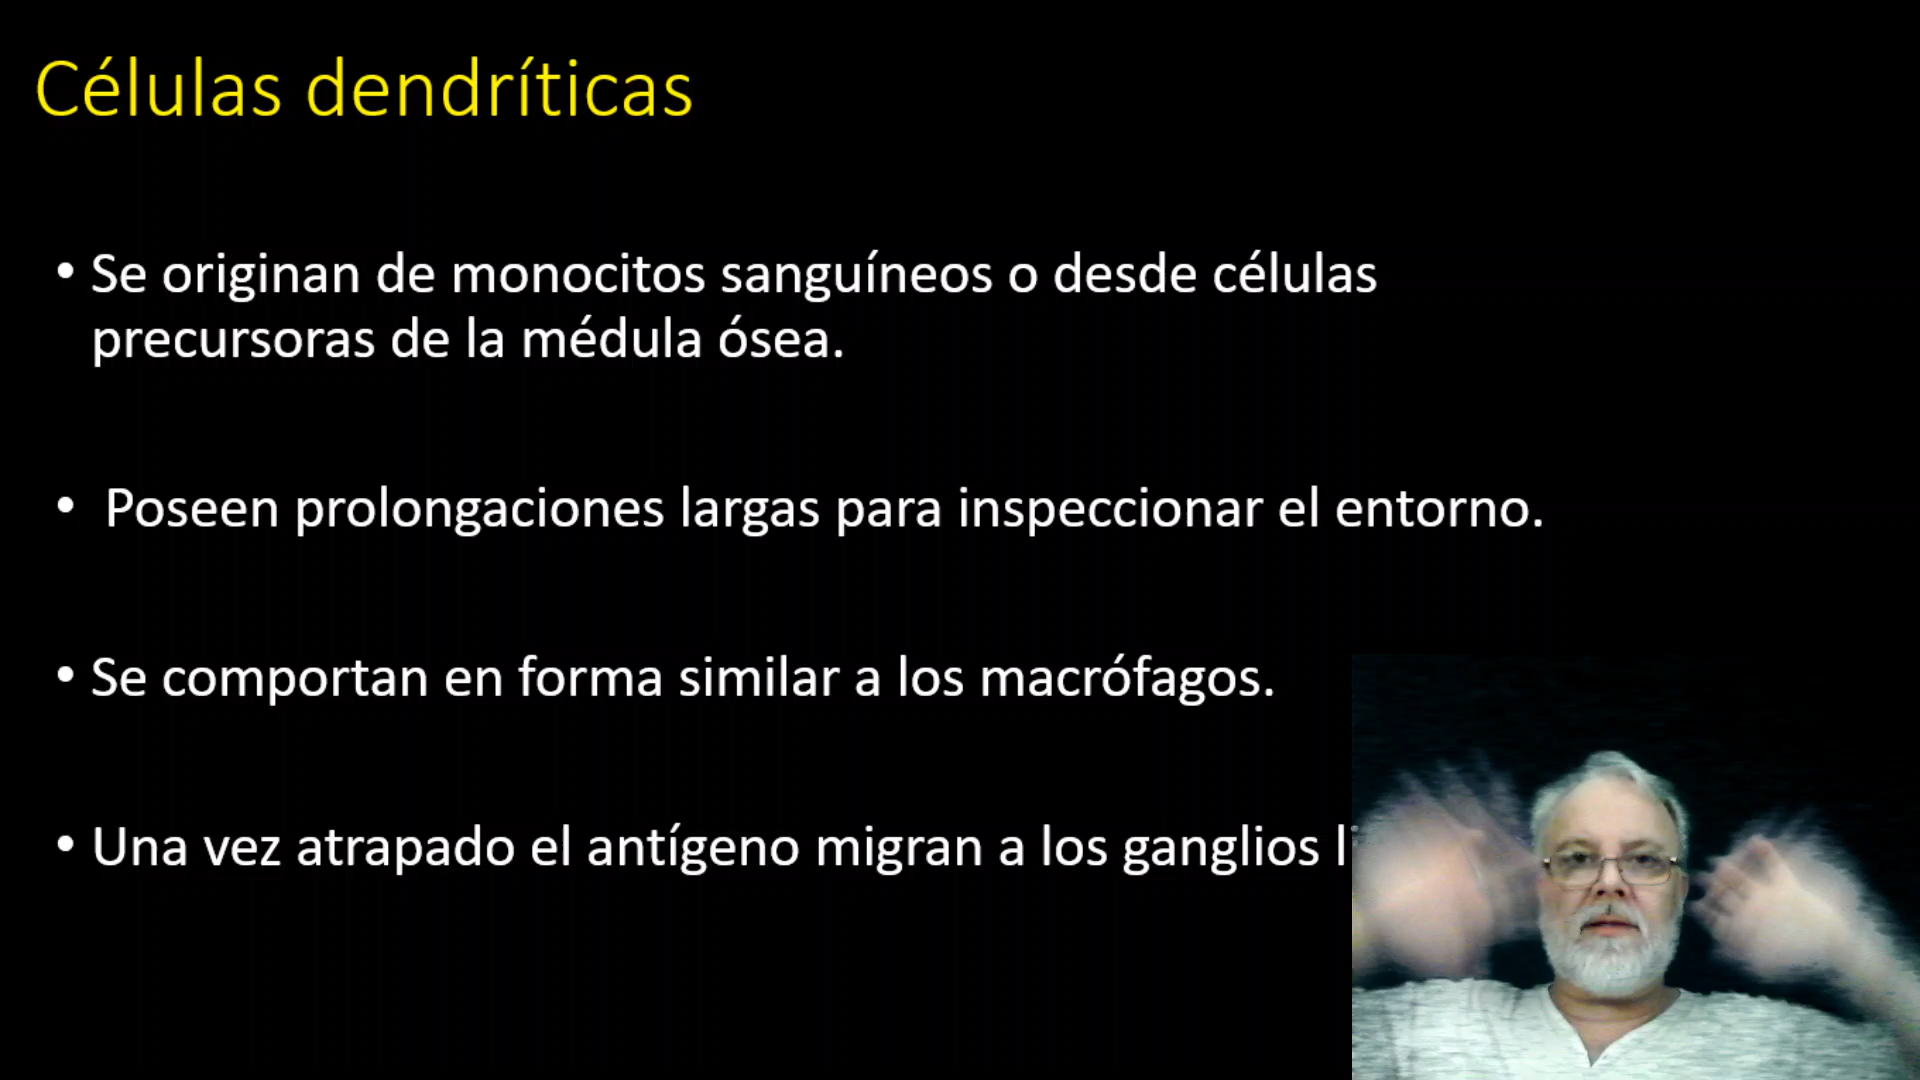 Células dendríticas
• Se originan de monocitos sanguíneos o desde células
precursoras de la médula ósea.
• Poseen prolongaciones largas para inspeccionar el entorno.
• Se comportan en forma similar a los macrófagos.
• Una vez atrapado el antígeno migran a los ganglios